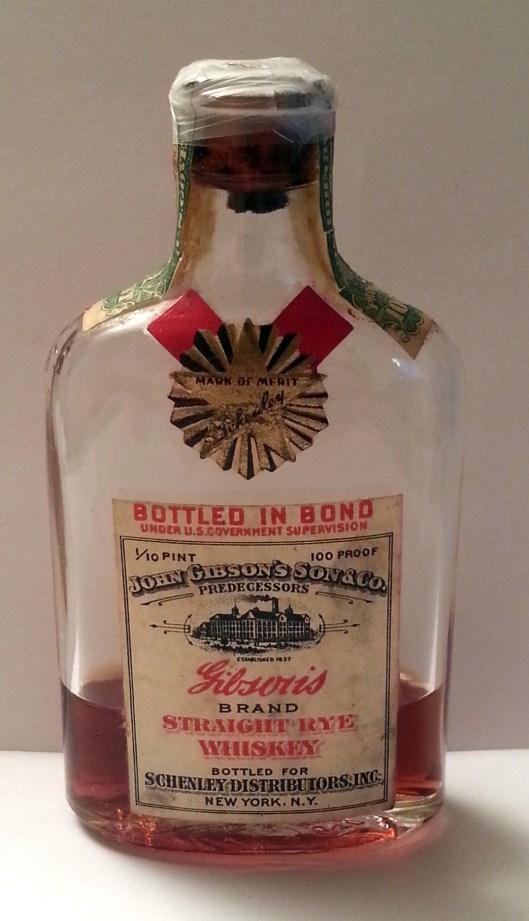 MARK OF MERIT
Schenley
BOTTLED IN BOND
UNDER U.S. GOVERNMENT SUPERVISION
1/10 PINT 100 PROOF
JOHN GIBSON'S SON & CO.
PREDECESSORS
ESTABLISHED 1837
Gibson's
BRAND
STRAIGHT RYE
WHISKEY
BOTTLED FOR
SCHENLEY DISTRIBUTORS, INC.
NEW YORK, N.Y.